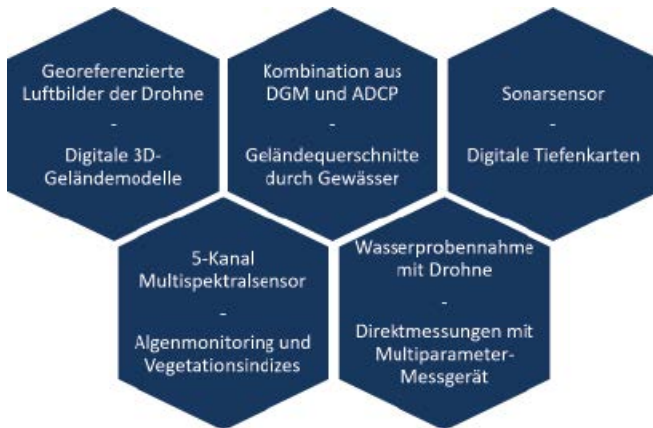 Georeferenzierte
Luftbilder der Drohne
-
Digitale 3D-
Geländemodelle
Kombination aus
DGM und ADCP
-
Geländequerschnitte
durch Gewässer
Sonarsensor
-
Digitale Tiefenkarten
5-Kanal
Multispektralsensor
-
Algenmonitoring und
Vegetationsindizes
Wasserprobennahme
mit Drohne
-
Direktmessungen mit
Multiparameter-
Messgerät